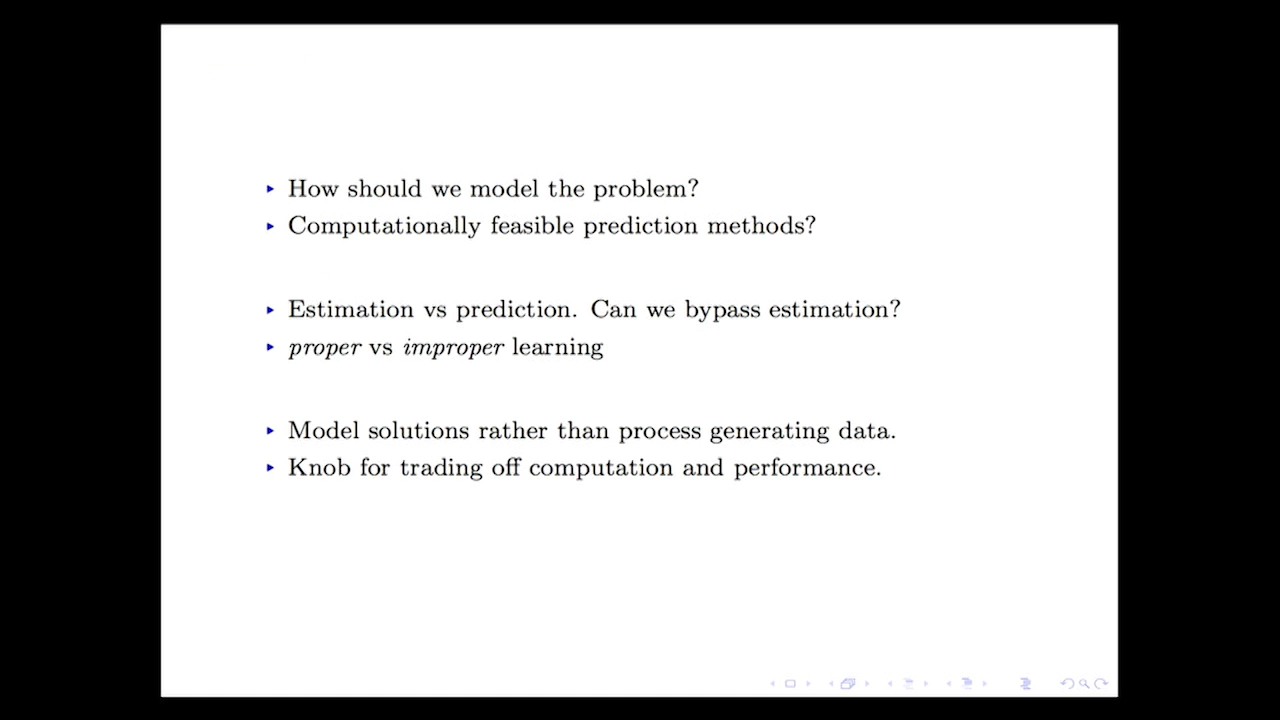 How should we model the problem?
Computationally feasible prediction methods?
Estimation vs prediction. Can we bypass estimation?
proper vs improper learning
Model solutions rather than process generating data.
Knob for trading off computation and performance.